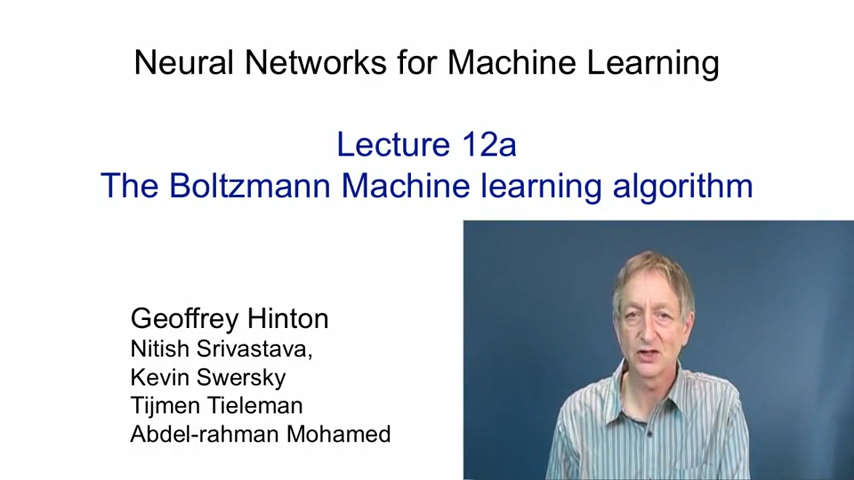 Neural Networks for Machine Learning
Lecture 12a
The Boltzmann Machine learning algorithm
Geoffrey Hinton
Nitish Srivastava,
Kevin Swersky
Tijmen Tieleman
Abdel-rahman Mohamed